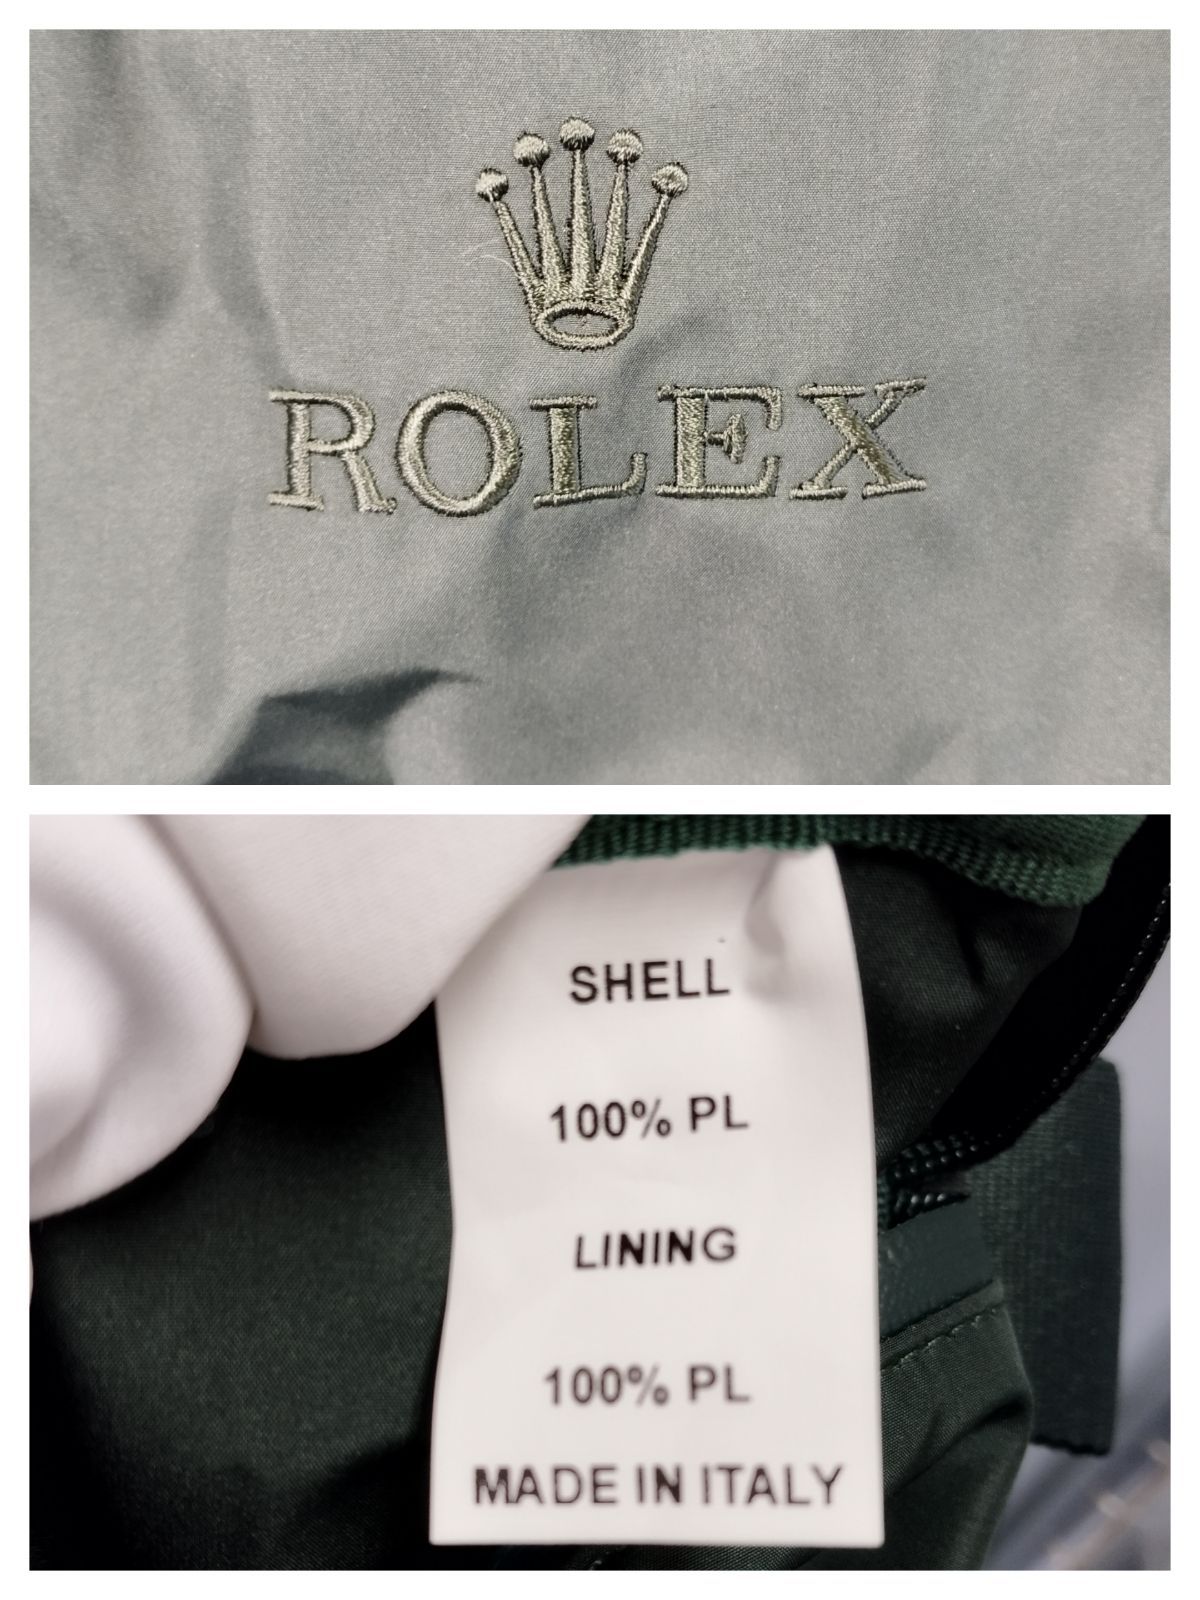 ROLEX
SHELL
100% PL
LINING
100% PL
MADE IN ITALY